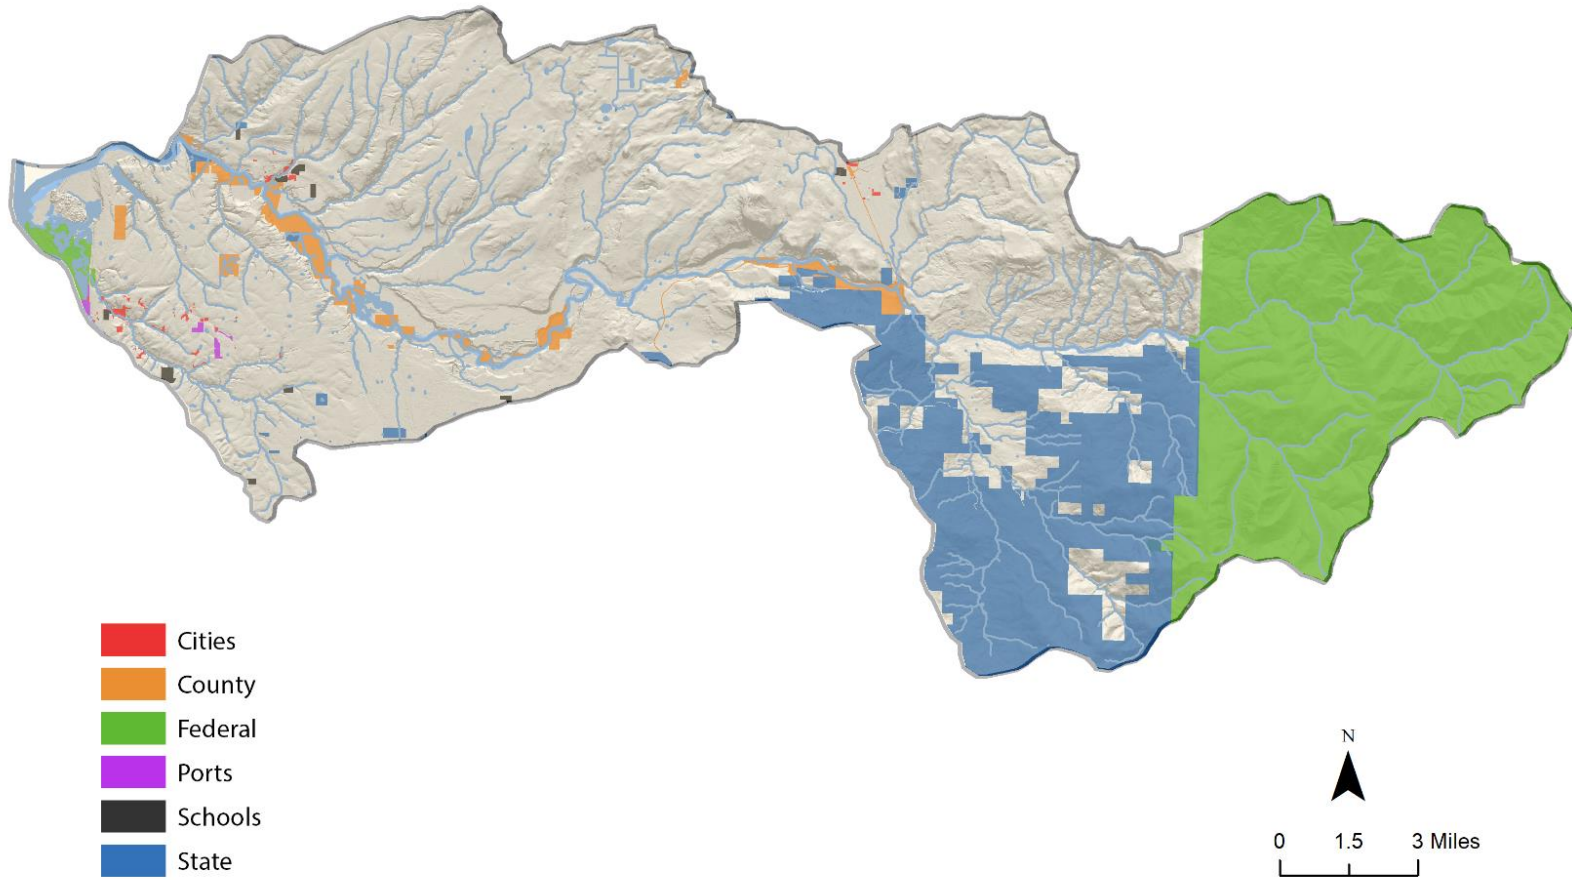 Cities
County
Federal
Ports
Schools
State
N
0 1.5 3 Miles